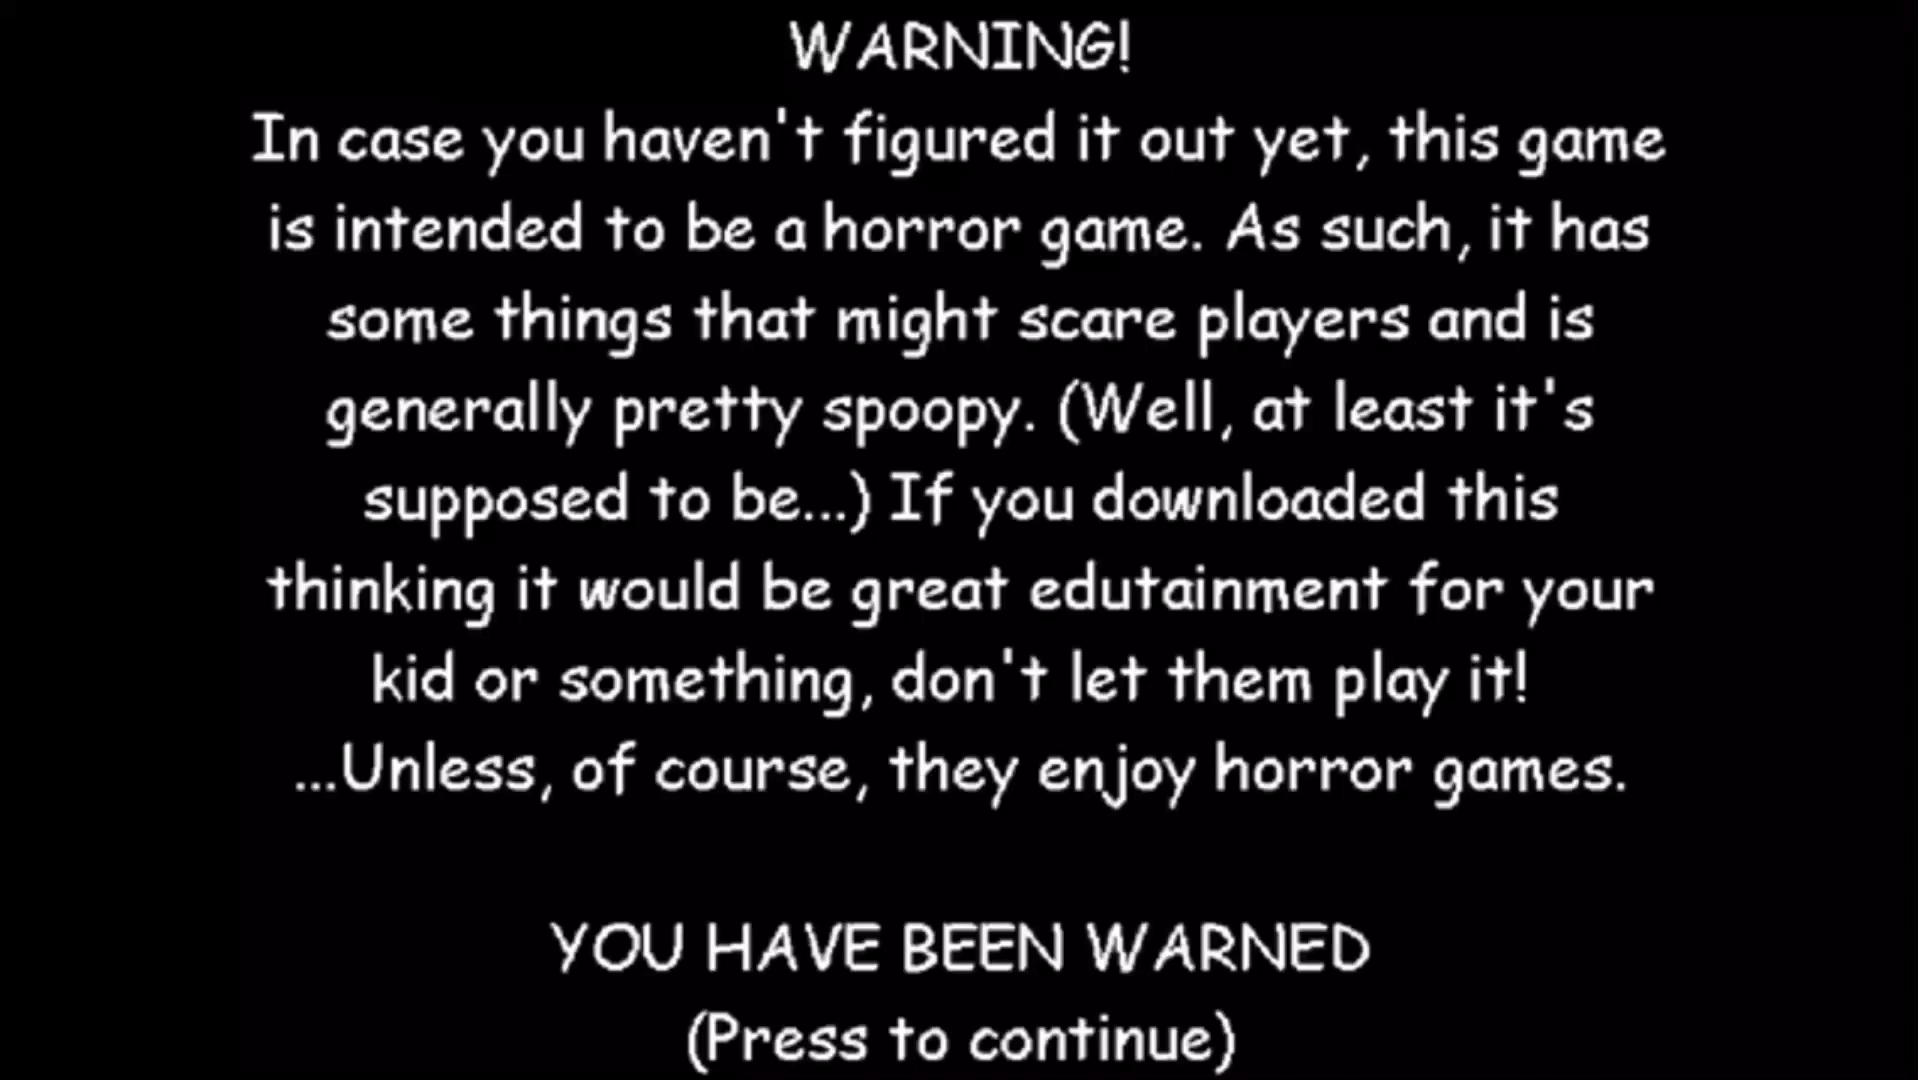 WARNING!
In case you haven't figured it out yet, this game
is intended to be a horror game. As such, it has
some things that might scare players and is
generally pretty spoopy. (Well, at least it's
supposed to be...) If you downloaded this
thinking it would be great edutainment for your
kid or something, don't let them play it!
...Unless, of course, they enjoy horror games.
YOU HAVE BEEN WARNED
(Press to continue)